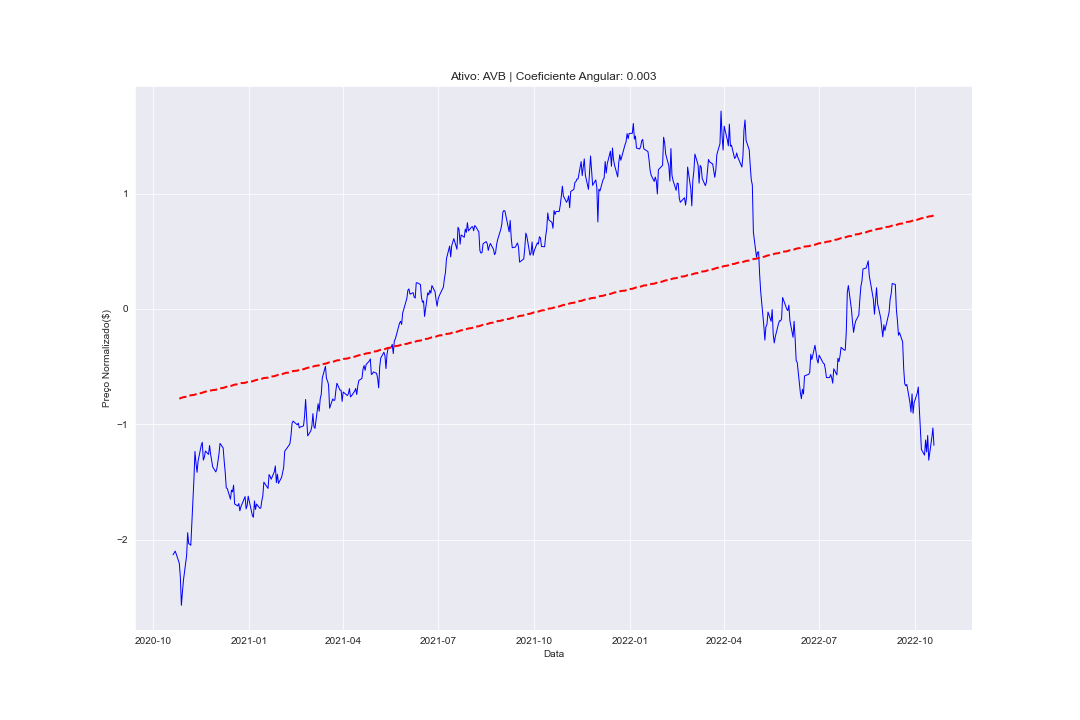 Ativo: AVB | Coeficiente Angular: 0.003
Preço Normalizado($)
1
0
−1
−2
2020-10 2021-01 2021-04 2021-07 2021-10 2022-01 2022-04 2022-07 2022-10
Data